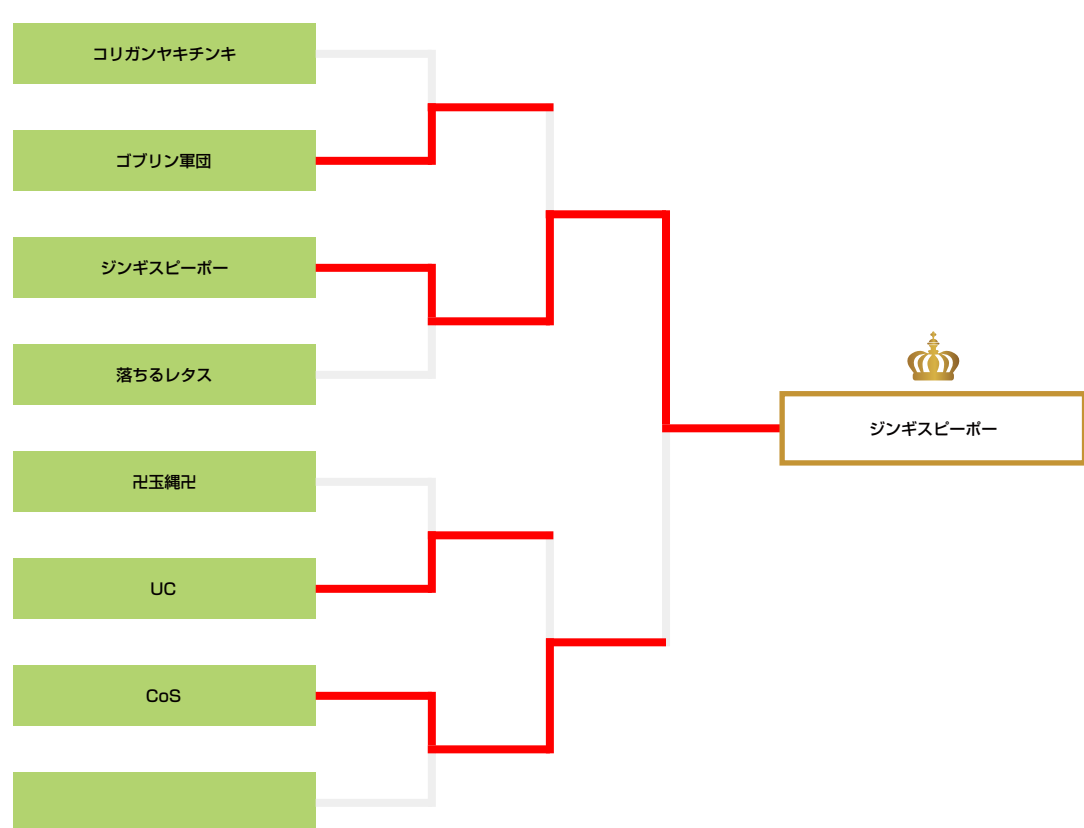 コリガンヤキチンキ
ゴブリン軍団
ジンギスピーポー
落ちるレタス
卍玉縄卍
UC
CoS
ジンギスピーポー